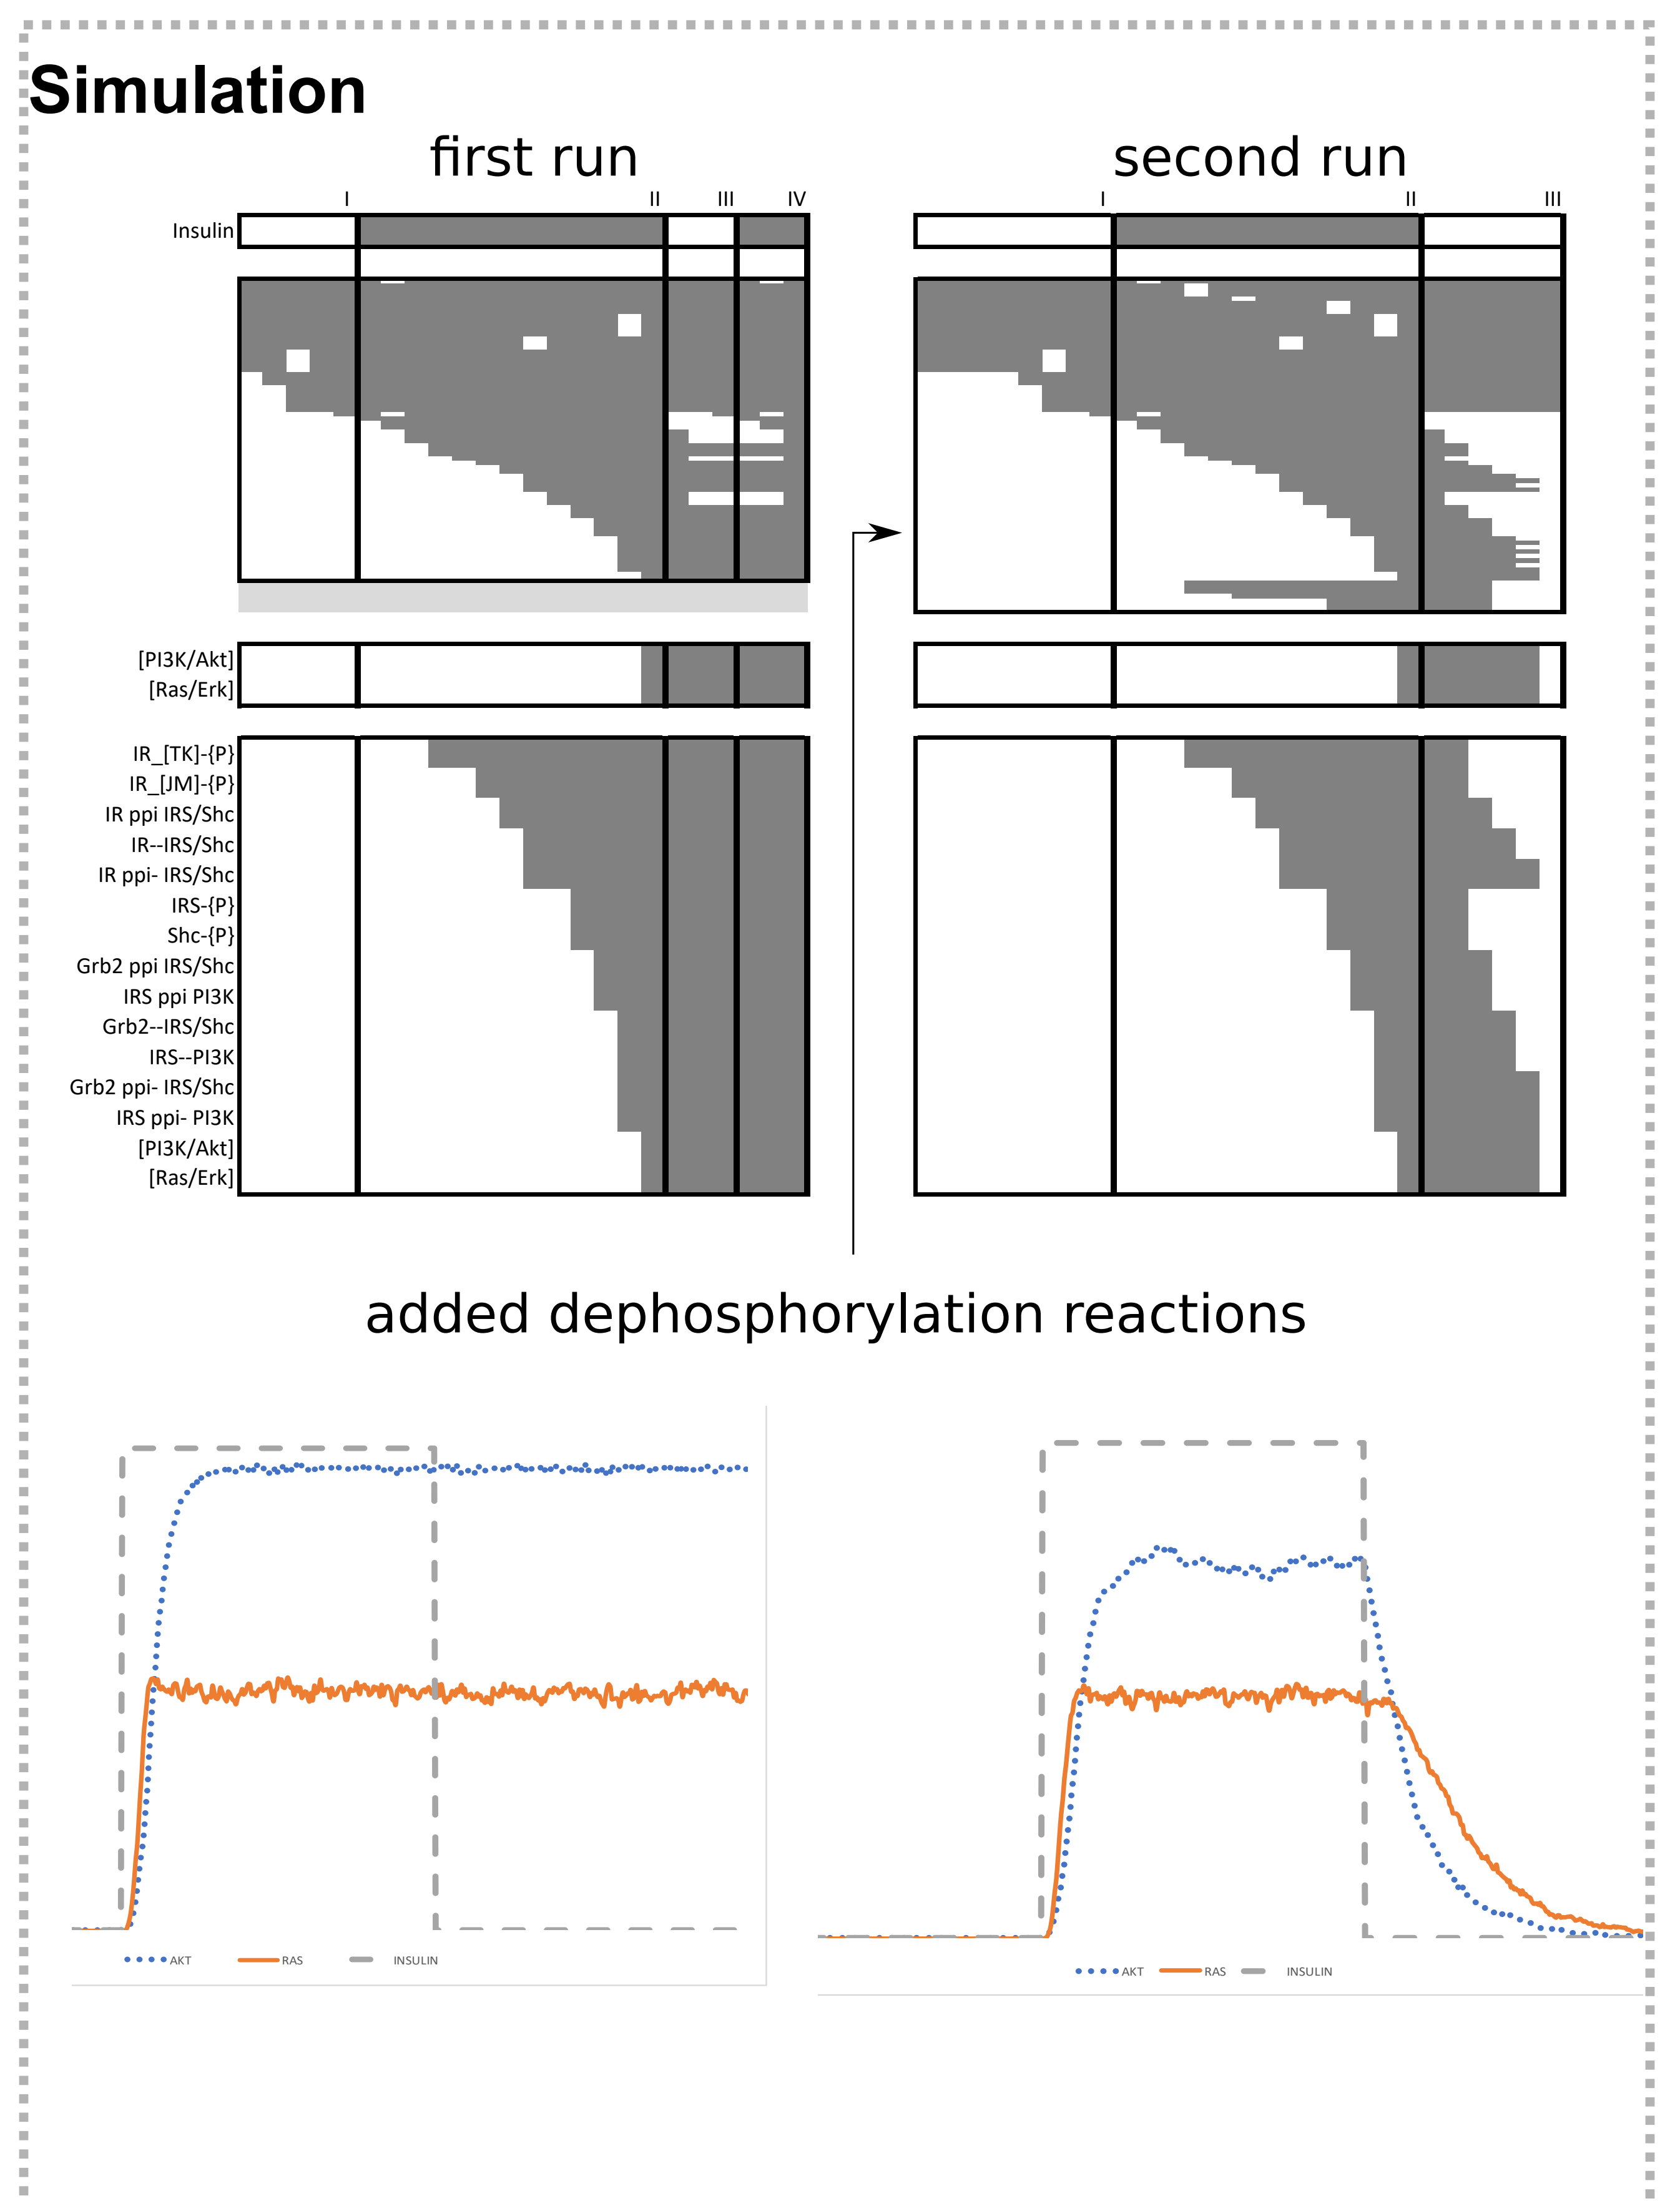 Simulation
first run
second run
I II III IV
I II III
Insulin
[PI3K/Akt]
[Ras/Erk]
IR_[TK]-{P}
IR_[JM]-{P}
IR ppi IRS/Shc
IR--IRS/Shc
IR ppi- IRS/Shc
IRS-{P}
Shc-{P}
Grb2 ppi IRS/Shc
IRS ppi PI3K
Grb2--IRS/Shc
IRS--PI3K
Grb2 ppi- IRS/Shc
IRS ppi- PI3K
[PI3K/Akt]
[Ras/Erk]
added dephosphorylation reactions
AKT RAS INSULIN
AKT RAS INSULIN